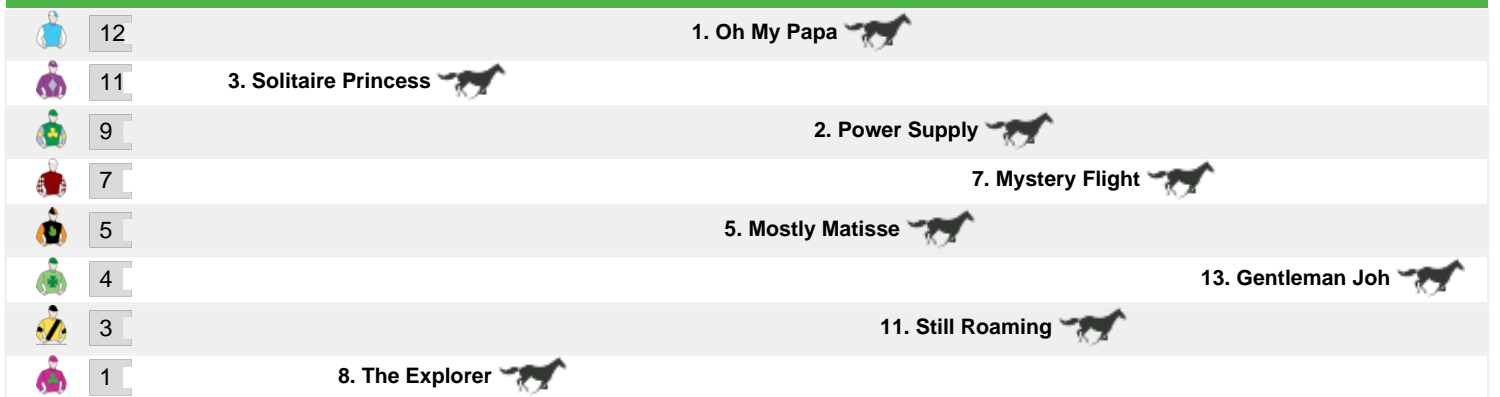 12 1. Oh My Papa
11 3. Solitaire Princess
9 2. Power Supply
7 7. Mystery Flight
5 5. Mostly Matisse
4 13. Gentleman Joh
3 11. Still Roaming
1 8. The Explorer